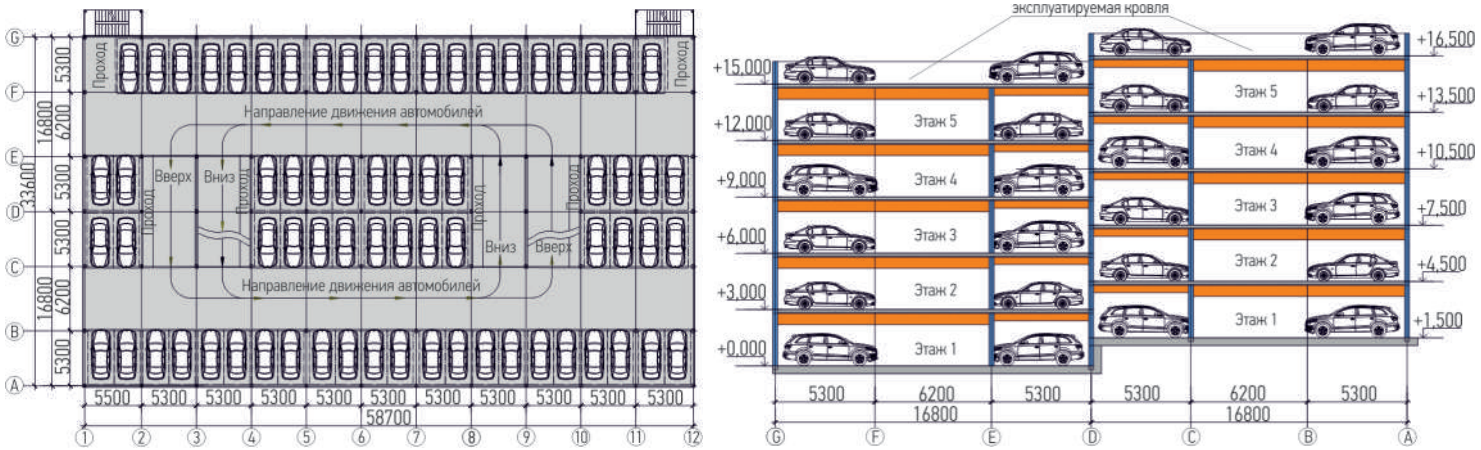 G
F
E
D
C
B
A
5300
6200
5300
5300
6200
5300
16800
16800
33600
Проход
Проход
Направление движения автомобилей
Вверх
Вниз
Проход
Проход
Проход
Проход
Вниз
Вверх
Направление движения автомобилей
5500 5300 5300 5300 5300 5300 5300 5300 5300 5300 5300
58700
1 2 3 4 5 6 7 8 9 10 11 12
эксплуатируемая кровля
+15,000
+12,000
+9,000
+6,000
+3,000
+0,000
Этаж 5
Этаж 4
Этаж 3
Этаж 2
Этаж 1
Этаж 5
Этаж 4
Этаж 3
Этаж 2
Этаж 1
+16,500
+13,500
+10,500
+7,500
+4,500
+1,500
5300 6200 5300 5300 6200 5300
16800 16800
G F E D C B A